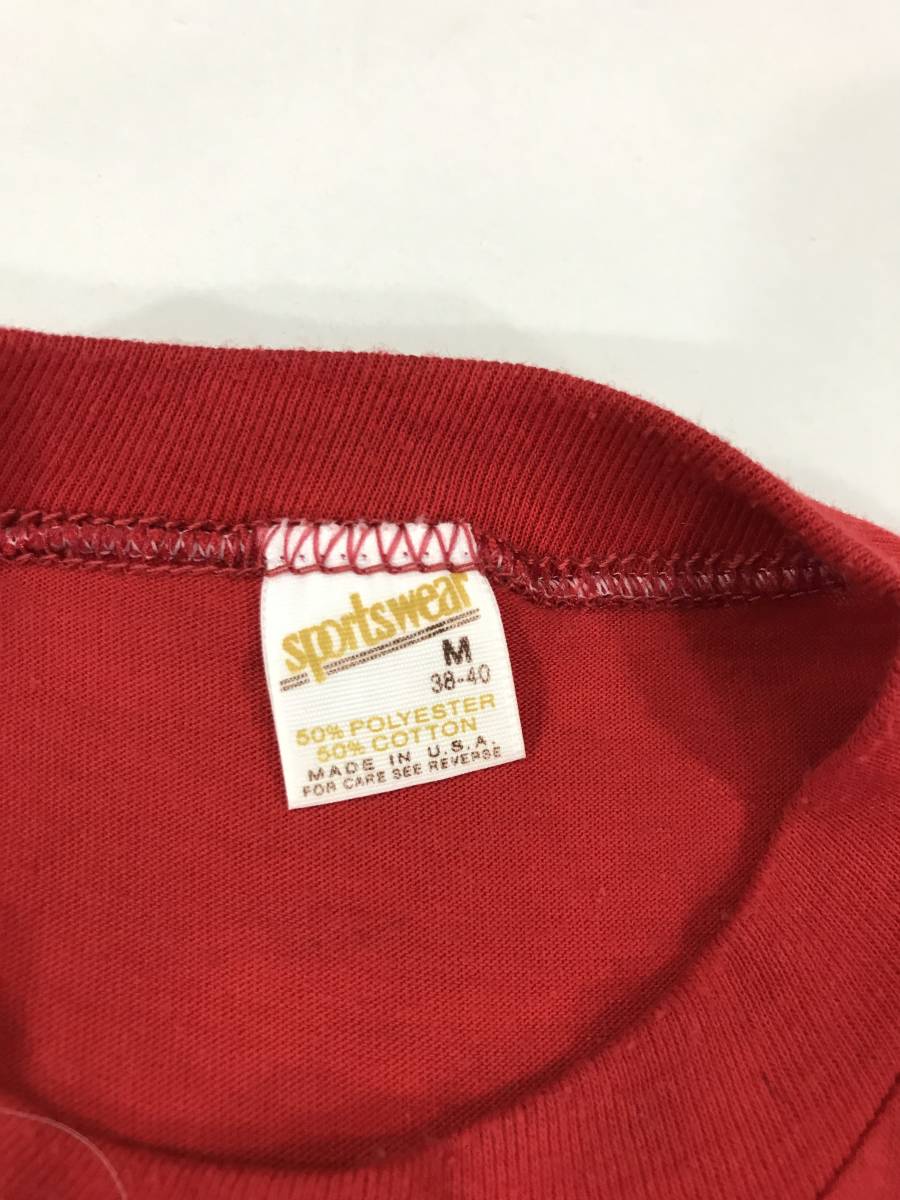 sportswear
M
38-40
50% POLYESTER
50% COTTON
MADE IN U.S.A.
FOR CARE SEE REVERSE